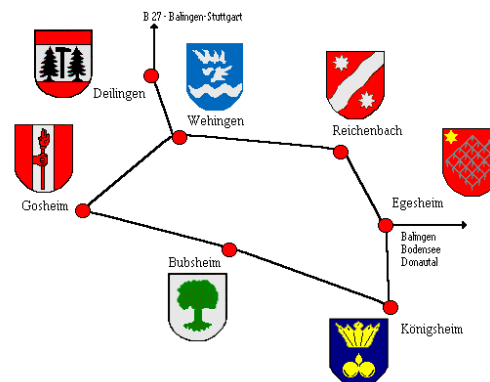 B 27 - Balingen-Stuttgart
Deilingen
Wehingen
Reichenbach
Gosheim
Egesheim
Balingen
Bodensee
Donautal
Bubsheim
Königsheim